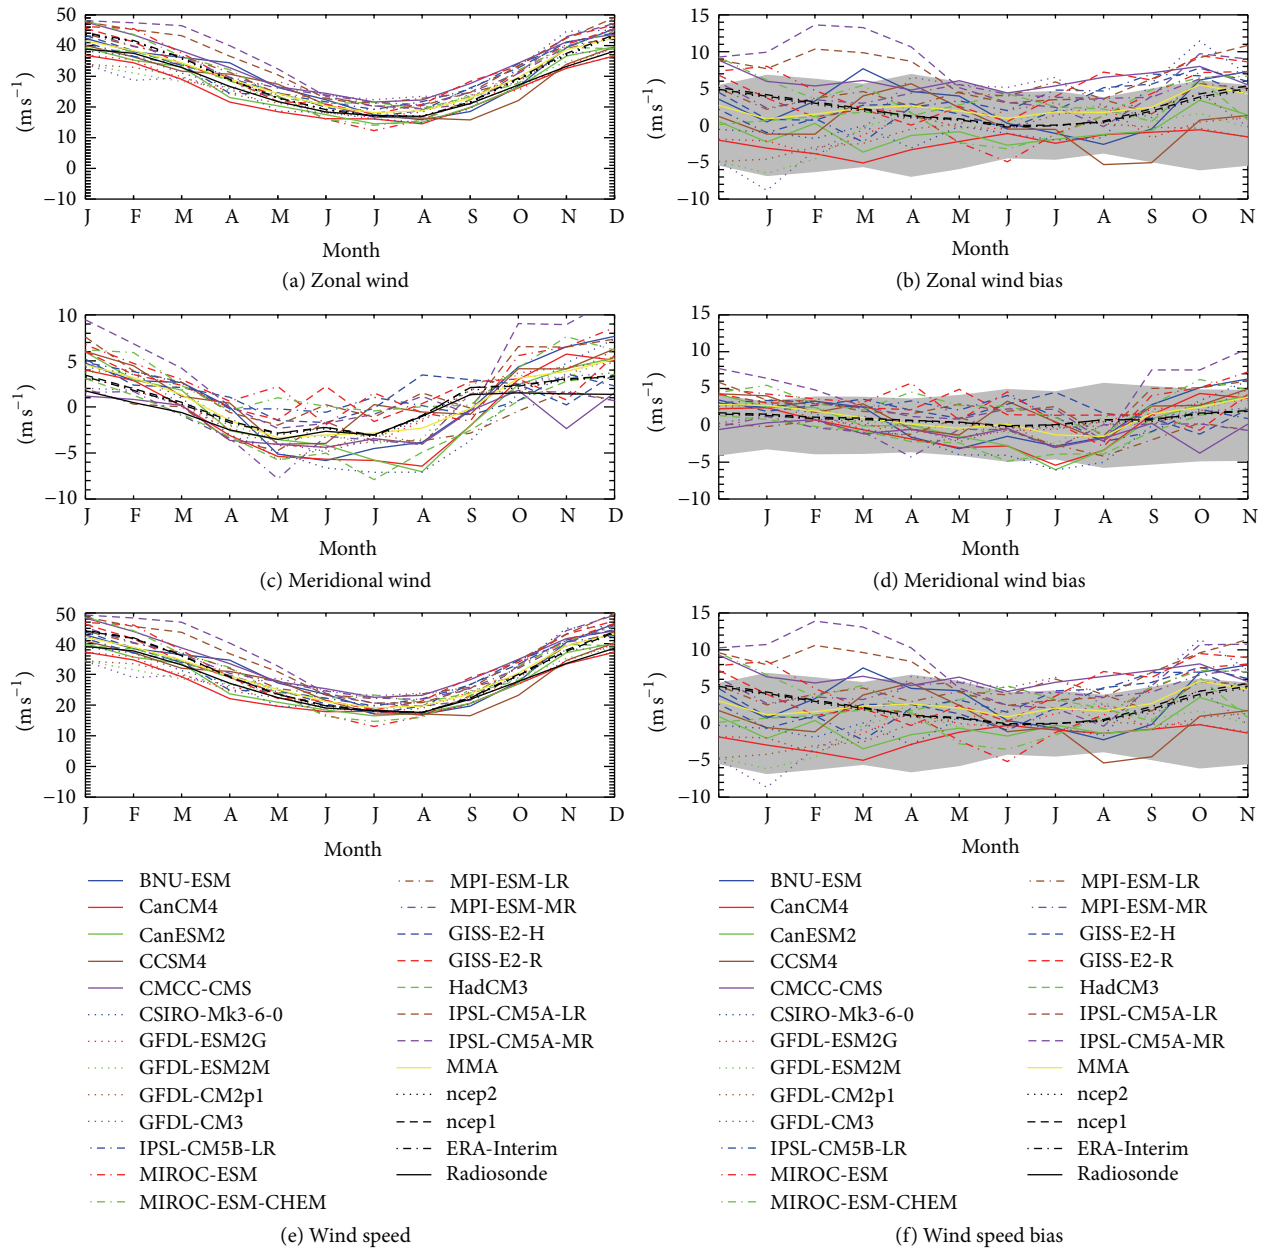 50
40
30
20
10
0
−10
(m s−1)
J F M A M J J A S O N D
Month
(a) Zonal wind
15
10
5
0
−5
−10
(m s−1)
J F M A M J J A S O N
Month
(b) Zonal wind bias
10
5
0
−5
−10
(m s−1)
J F M A M J J A S O N D
Month
(c) Meridional wind
15
10
5
0
−5
−10
(m s−1)
J F M A M J J A S O N
Month
(d) Meridional wind bias
50
40
30
20
10
0
−10
(m s−1)
J F M A M J J A S O N D
Month
15
10
5
0
−5
−10
(m s−1)
J F M A M J J A S O N
Month
BNU-ESM
CanCM4
CanESM2
CCSM4
CMCC-CMS
CSIRO-Mk3-6-0
GFDL-ESM2G
GFDL-ESM2M
GFDL-CM2p1
GFDL-CM3
IPSL-CM5B-LR
MIROC-ESM
MIROC-ESM-CHEM
MPI-ESM-LR
MPI-ESM-MR
GISS-E2-H
GISS-E2-R
HadCM3
IPSL-CM5A-LR
IPSL-CM5A-MR
MMA
ncep2
ncep1
ERA-Interim
Radiosonde
(e) Wind speed
BNU-ESM
CanCM4
CanESM2
CCSM4
CMCC-CMS
CSIRO-Mk3-6-0
GFDL-ESM2G
GFDL-ESM2M
GFDL-CM2p1
GFDL-CM3
IPSL-CM5B-LR
MIROC-ESM
MIROC-ESM-CHEM
MPI-ESM-LR
MPI-ESM-MR
GISS-E2-H
GISS-E2-R
HadCM3
IPSL-CM5A-LR
IPSL-CM5A-MR
MMA
ncep2
ncep1
ERA-Interim
Radiosonde
(f) Wind speed bias